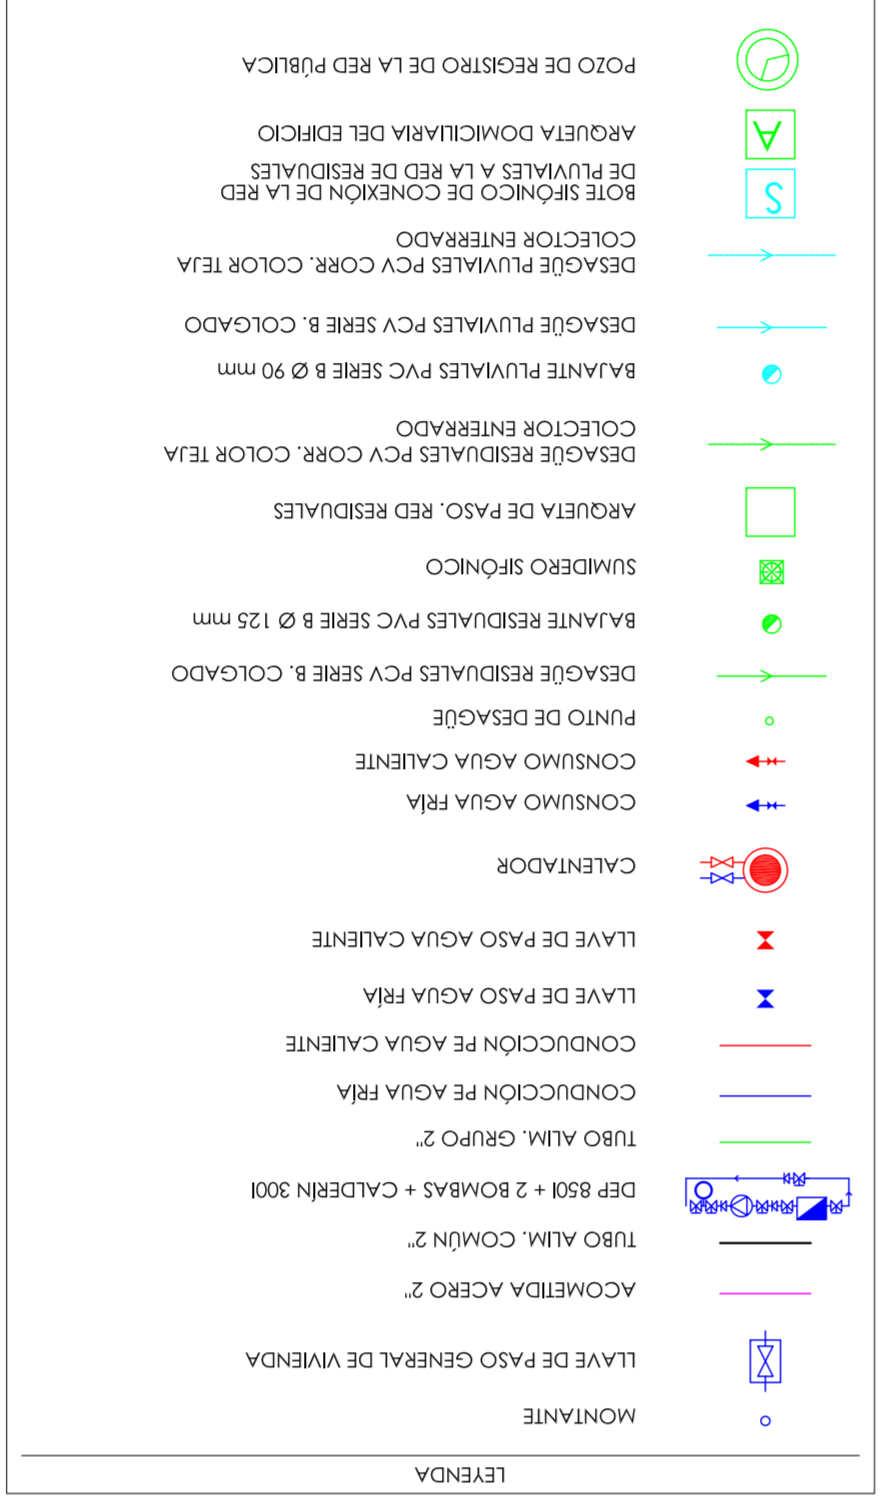 LEYENDA
MONTANTE
LLAVE DE PASO GENERAL DE VIVIENDA
ACOMETIDA ACERO 2"
TUBO ALIM. COMÚN 2"
DEP 850l + 2 BOMBAS + CALDERÍN 300l
TUBO ALIM. GRUPO 2"
CONDUCCIÓN PE AGUA FRÍA
CONDUCCIÓN PE AGUA CALIENTE
LLAVE DE PASO AGUA FRÍA
LLAVE DE PASO AGUA CALIENTE
CALENTADOR
CONSUMO AGUA FRÍA
CONSUMO AGUA CALIENTE
PUNTO DE DESAGÜE
DESAGÜE RESIDUALES PCV SERIE B. COLGADO
BAJANTE RESIDUALES PVC SERIE B Ø 125 mm
SUMIDERO SIFÓNICO
ARQUETA DE PASO. RED RESIDUALES
DESAGÜE RESIDUALES PCV CORR. COLOR TEJA
COLECTOR ENTERRADO
BAJANTE PLUVIALES PVC SERIE B Ø 90 mm
DESAGÜE PLUVIALES PCV SERIE B. COLGADO
DESAGÜE PLUVIALES PCV CORR. COLOR TEJA
COLECTOR ENTERRADO
S
BOTE SIFÓNICO DE CONEXIÓN DE LA RED
DE PLUVIALES A LA RED DE RESIDUALES
A
ARQUETA DOMICILIARIA DEL EDIFICIO
POZO DE REGISTRO DE LA RED PÚBLICA